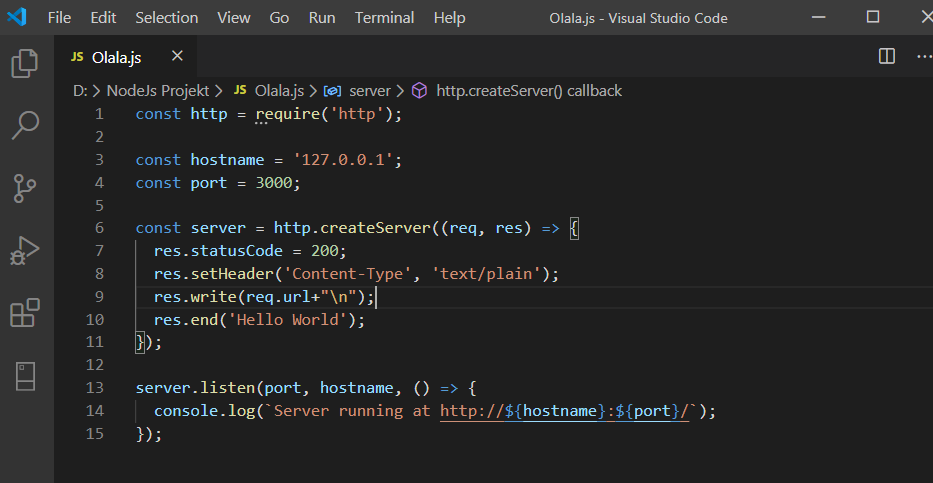 File Edit Selection View Go Run Terminal Help Olala.js - Visual Studio Code
JS Olala.js
D: > NodeJs Projekt > JS Olala.js > server > http.createServer() callback
1 const http = require('http');
2
3 const hostname = '127.0.0.1';
4 const port = 3000;
5
6 const server = http.createServer((req, res) => {
7 res.statusCode = 200;
8 res.setHeader('Content-Type', 'text/plain');
9 res.write(req.url+"\n");
10 res.end('Hello World');
11 });
12
13 server.listen(port, hostname, () => {
14 console.log(`Server running at http://${hostname}:${port}/`);
15 });